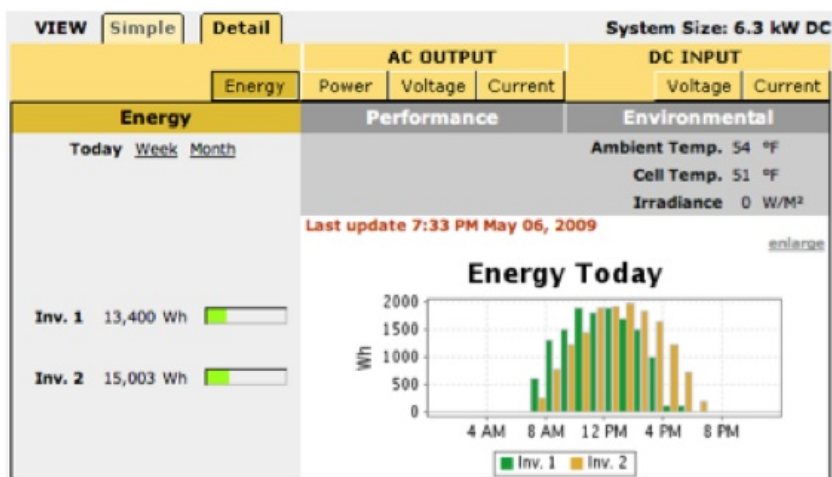 VIEW Simple Detail System Size: 6.3 kW DC
AC OUTPUT DC INPUT
Energy Power Voltage Current Voltage Current
Energy Performance Environmental
Today Week Month Ambient Temp. 54 °F
Cell Temp. 51 °F
Irradiance 0 W/M²
Last update 7:33 PM May 06, 2009
enlarge
Energy Today
2000
Inv. 1 13,400 Wh 1500
Wh 1000
Inv. 2 15,003 Wh 500
0
4 AM 8 AM 12 PM 4 PM 8 PM
Inv. 1 Inv. 2